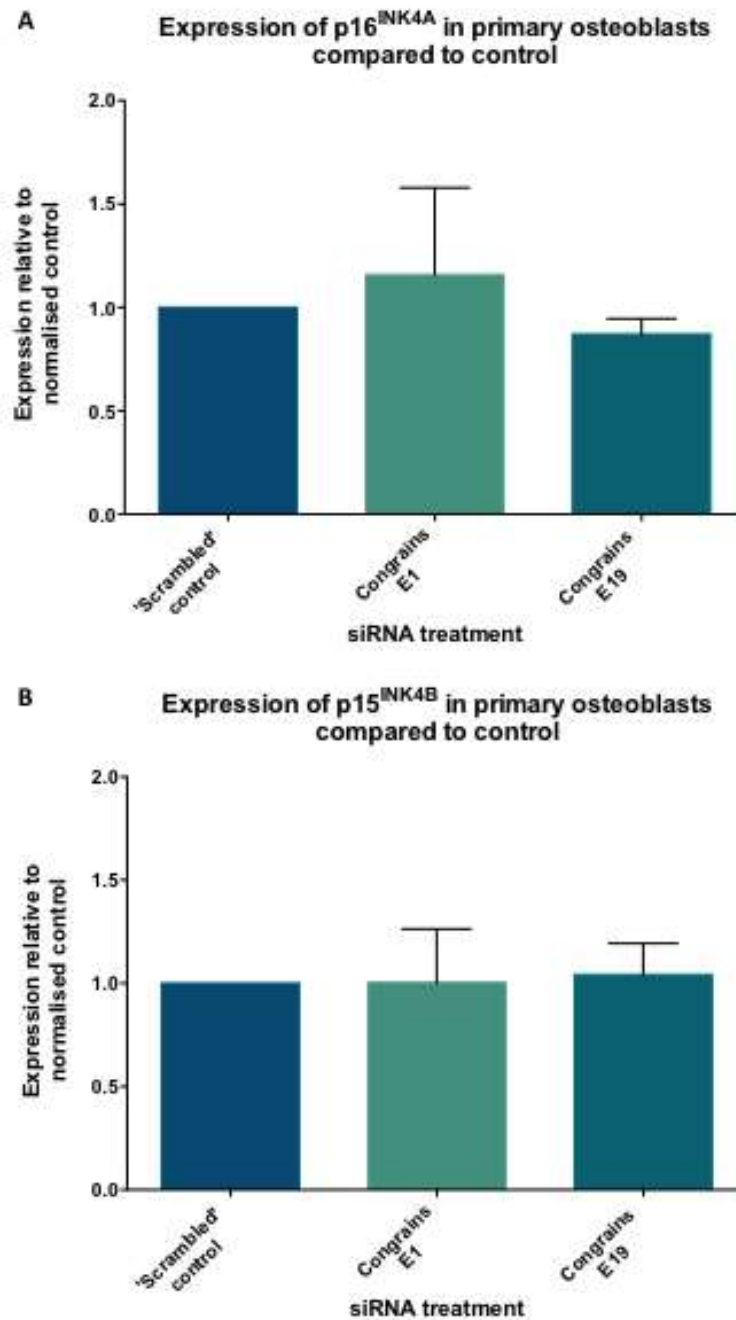 A
Expression of p16INK4A in primary osteoblasts
compared to control
Expression relative to
normalised control
2.0
1.5
1.0
0.5
0.0
'Scrambled'
control
Congrains
E1
Congrains
E19
siRNA treatment
B
Expression of p15INK4B in primary osteoblasts
compared to control
Expression relative to
normalised control
2.0
1.5
1.0
0.5
0.0
'Scrambled'
control
Congrains
E1
Congrains
E19
siRNA treatment